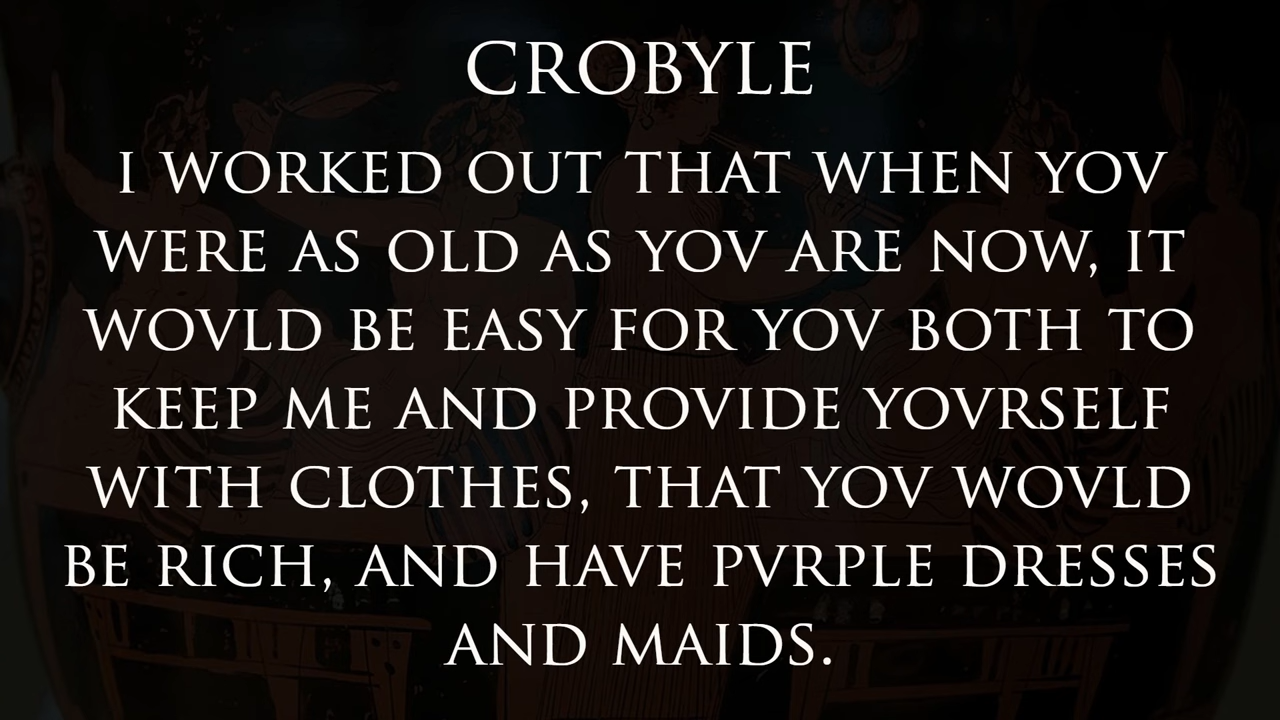 CROBYLE
I WORKED OUT THAT WHEN YOV
WERE AS OLD AS YOV ARE NOW, IT
WOVLD BE EASY FOR YOV BOTH TO
KEEP ME AND PROVIDE YOVRSELF
WITH CLOTHES, THAT YOV WOVLD
BE RICH, AND HAVE PVRPLE DRESSES
AND MAIDS.